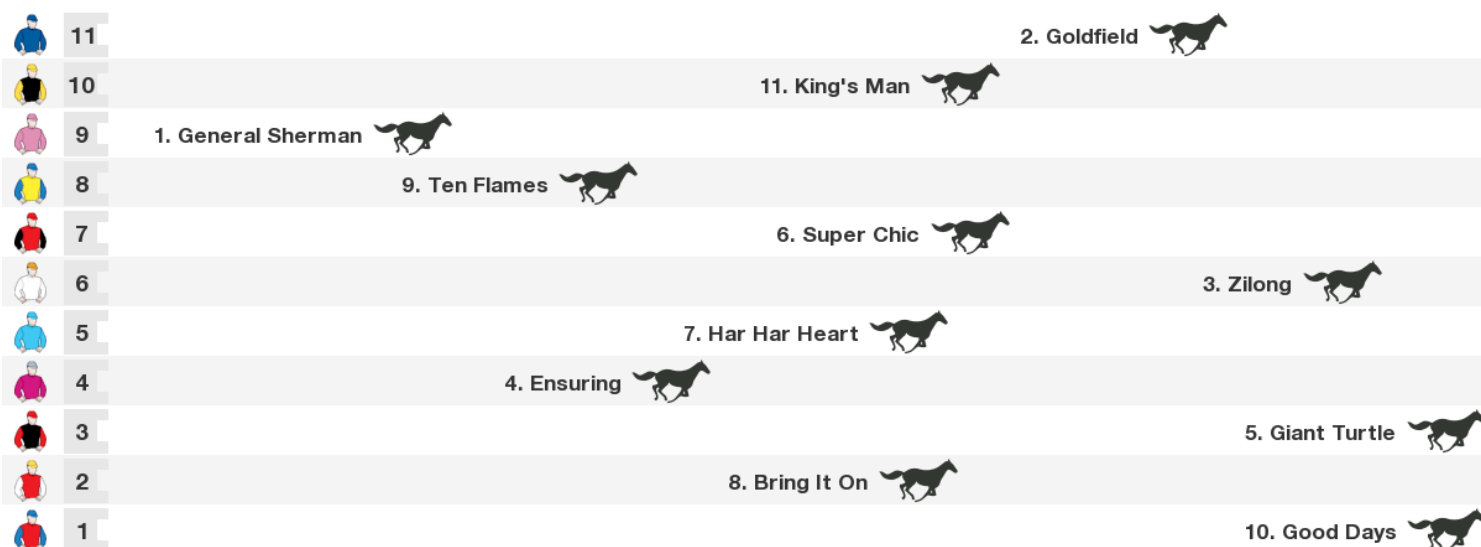 11 2. Goldfield
10 11. King's Man
9 1. General Sherman
8 9. Ten Flames
7 6. Super Chic
6 3. Zilong
5 7. Har Har Heart
4 4. Ensuring
3 5. Giant Turtle
2 8. Bring It On
1 10. Good Days